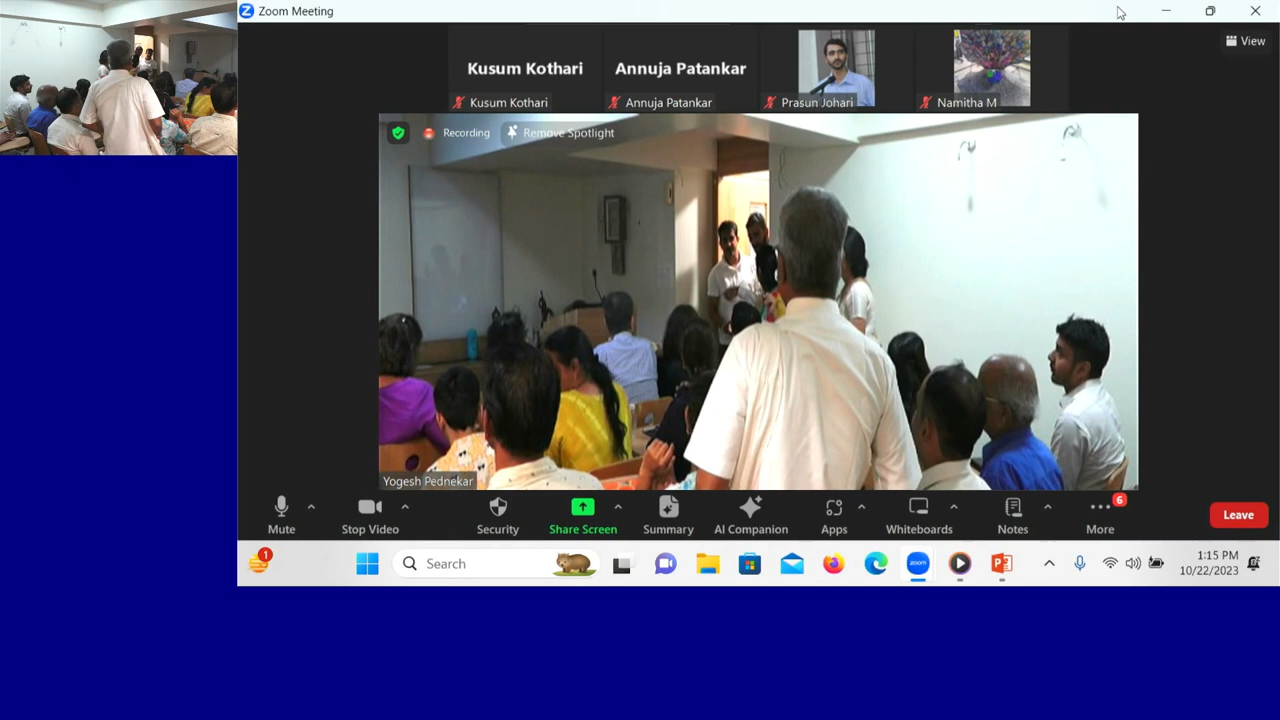 Zoom Meeting
View
Kusum Kothari
Annuja Patankar
Kusum Kothari
Annuja Patankar
Prasun Johari
Namitha M
Recording
Remove Spotlight
Yogesh Pednekar
6
Mute
Stop Video
Security
Share Screen
Summary
AI Companion
Apps
Whiteboards
Notes
More
Leave
1
Search
zoom
1:15 PM
10/22/2023